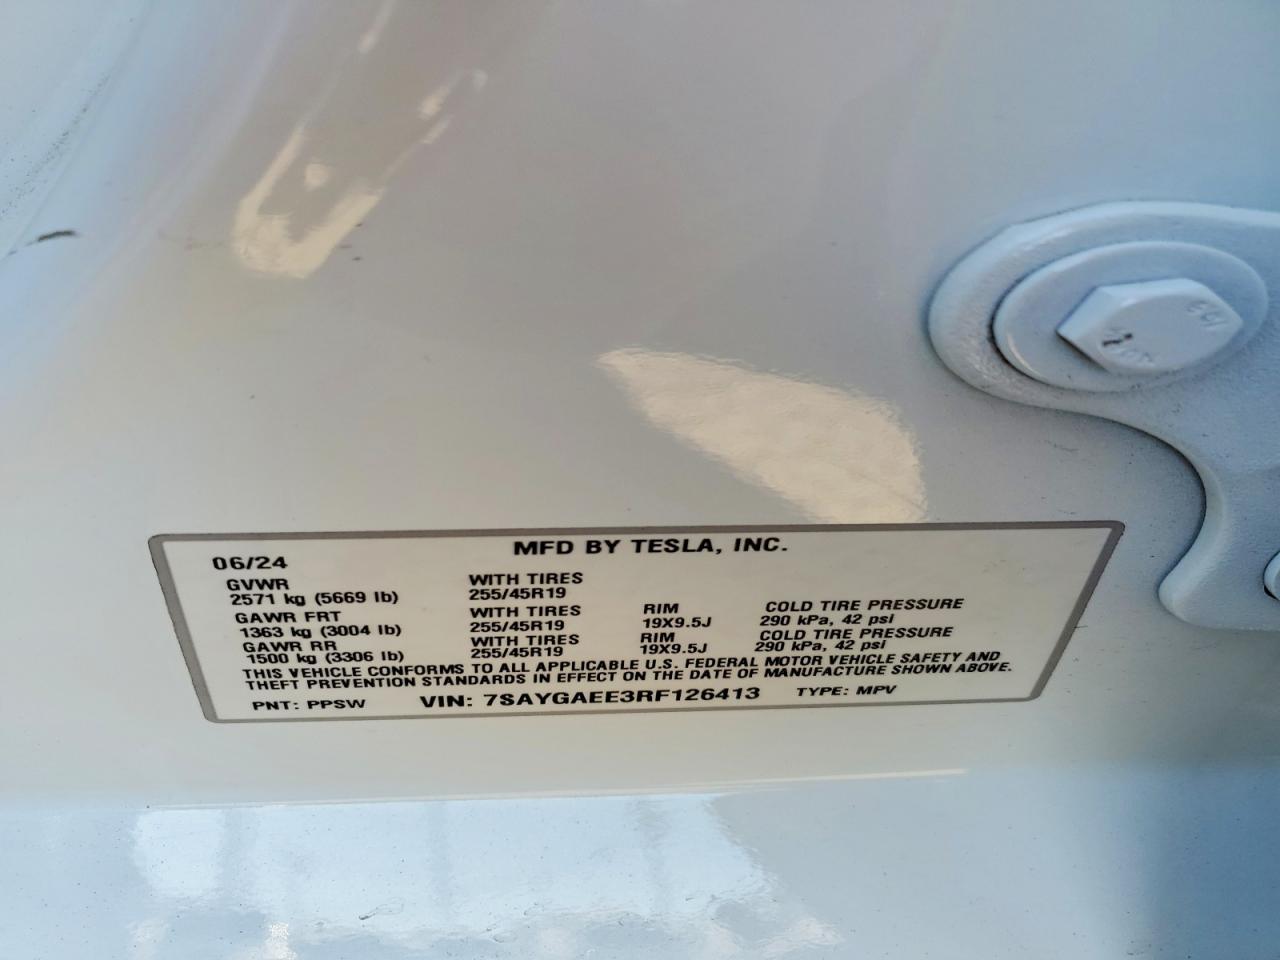 MFD BY TESLA, INC.
06/24
GVWR WITH TIRES
2571 kg (5669 lb) 255/45R19
GAWR FRT WITH TIRES RIM COLD TIRE PRESSURE
1363 kg (3004 lb) 255/45R19 19X9.5J 290 kPa, 42 psi
GAWR RR WITH TIRES RIM COLD TIRE PRESSURE
1500 kg (3306 lb) 255/45R19 19X9.5J 290 kPa, 42 psi
THIS VEHICLE CONFORMS TO ALL APPLICABLE U.S. FEDERAL MOTOR VEHICLE SAFETY AND
THEFT PREVENTION STANDARDS IN EFFECT ON THE DATE OF MANUFACTURE SHOWN ABOVE.
PNT: PPSW VIN: 7SAYGAEE3RF126413 TYPE: MPV